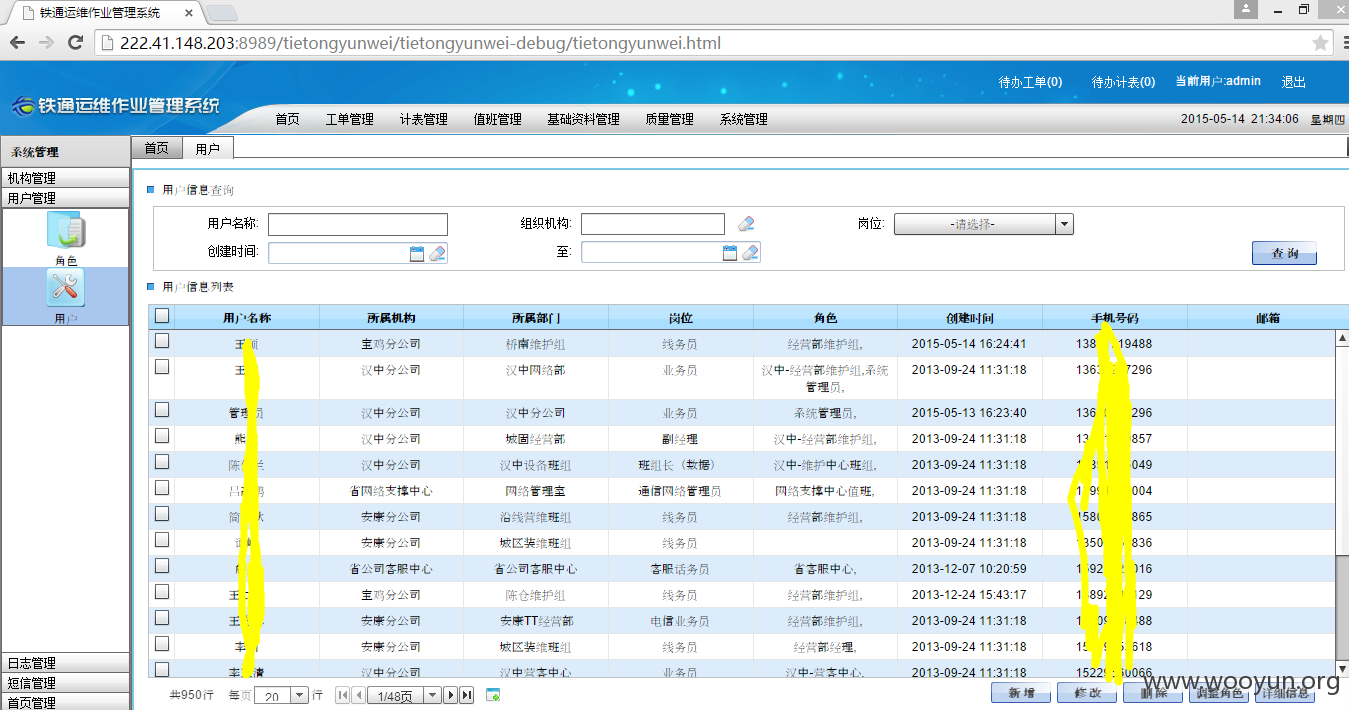 铁通运维作业管理系统
222.41.148.203:8989/tietongyunwei/tietongyunwei-debug/tietongyunwei.html
待办工单(0) 待办计表(0) 当前用户:admin 退出
铁通运维作业管理系统
首页 工单管理 计表管理 值班管理 基础资料管理 质量管理 系统管理 2015-05-14 21:34:06 星期四
系统管理 首页 用户
机构管理
用户管理
角色
用户
日志管理
短信管理
首页管理
用户信息查询
用户名称: 组织机构: 岗位: -请选择-
创建时间: 至: 查询
用户信息列表
用户名称 所属机构 所属部门 岗位 角色 创建时间 手机号码 邮箱
王 宝鸡分公司 桥南维护组 线务员 经营部维护组, 2015-05-14 16:24:41 138 19488
王 汉中分公司 汉中网络部 业务员 汉中-经营部维护组,系统管理员, 2013-09-24 11:31:18 1363 7296
管理员 汉中分公司 汉中分公司 业务员 系统管理员, 2015-05-13 16:23:40 136 296
熊 汉中分公司 城固经营部 副经理 汉中-经营部维护组, 2013-09-24 11:31:18 13 857
陈 汉中分公司 汉中设备班组 班组长（数据） 汉中-维护中心班组, 2013-09-24 11:31:18 049
吕 省网络支撑中心 网络管理室 通信网络管理员 网络支撑中心值班, 2013-09-24 11:31:18 004
简 安康分公司 沿线营维班组 线务员 经营部维护组, 2013-09-24 11:31:18 158 865
安康分公司 城区装维班组 线务员 2013-09-24 11:31:18 350 836
省公司客服中心 省公司客服中心 客服话务员 省客服中心, 2013-12-07 10:20:59 016
王 宝鸡分公司 陈仓维护组 线务员 经营部维护组, 2013-12-24 15:43:17 892 129
王 安康分公司 安康TT经营部 电信业务员 经营部维护组, 2013-09-24 11:31:18 488
李 安康分公司 城区装维班组 线务员 经营部经理, 2013-09-24 11:31:18 618
李 清 汉中分公司 汉中营客中心 业务员 汉中-营客中心, 2013-09-24 11:31:18 15229 0066
共950行 每页 20 行 1/48页 新增 修改 删除 调整角色 详细信息
www.wooyun.org